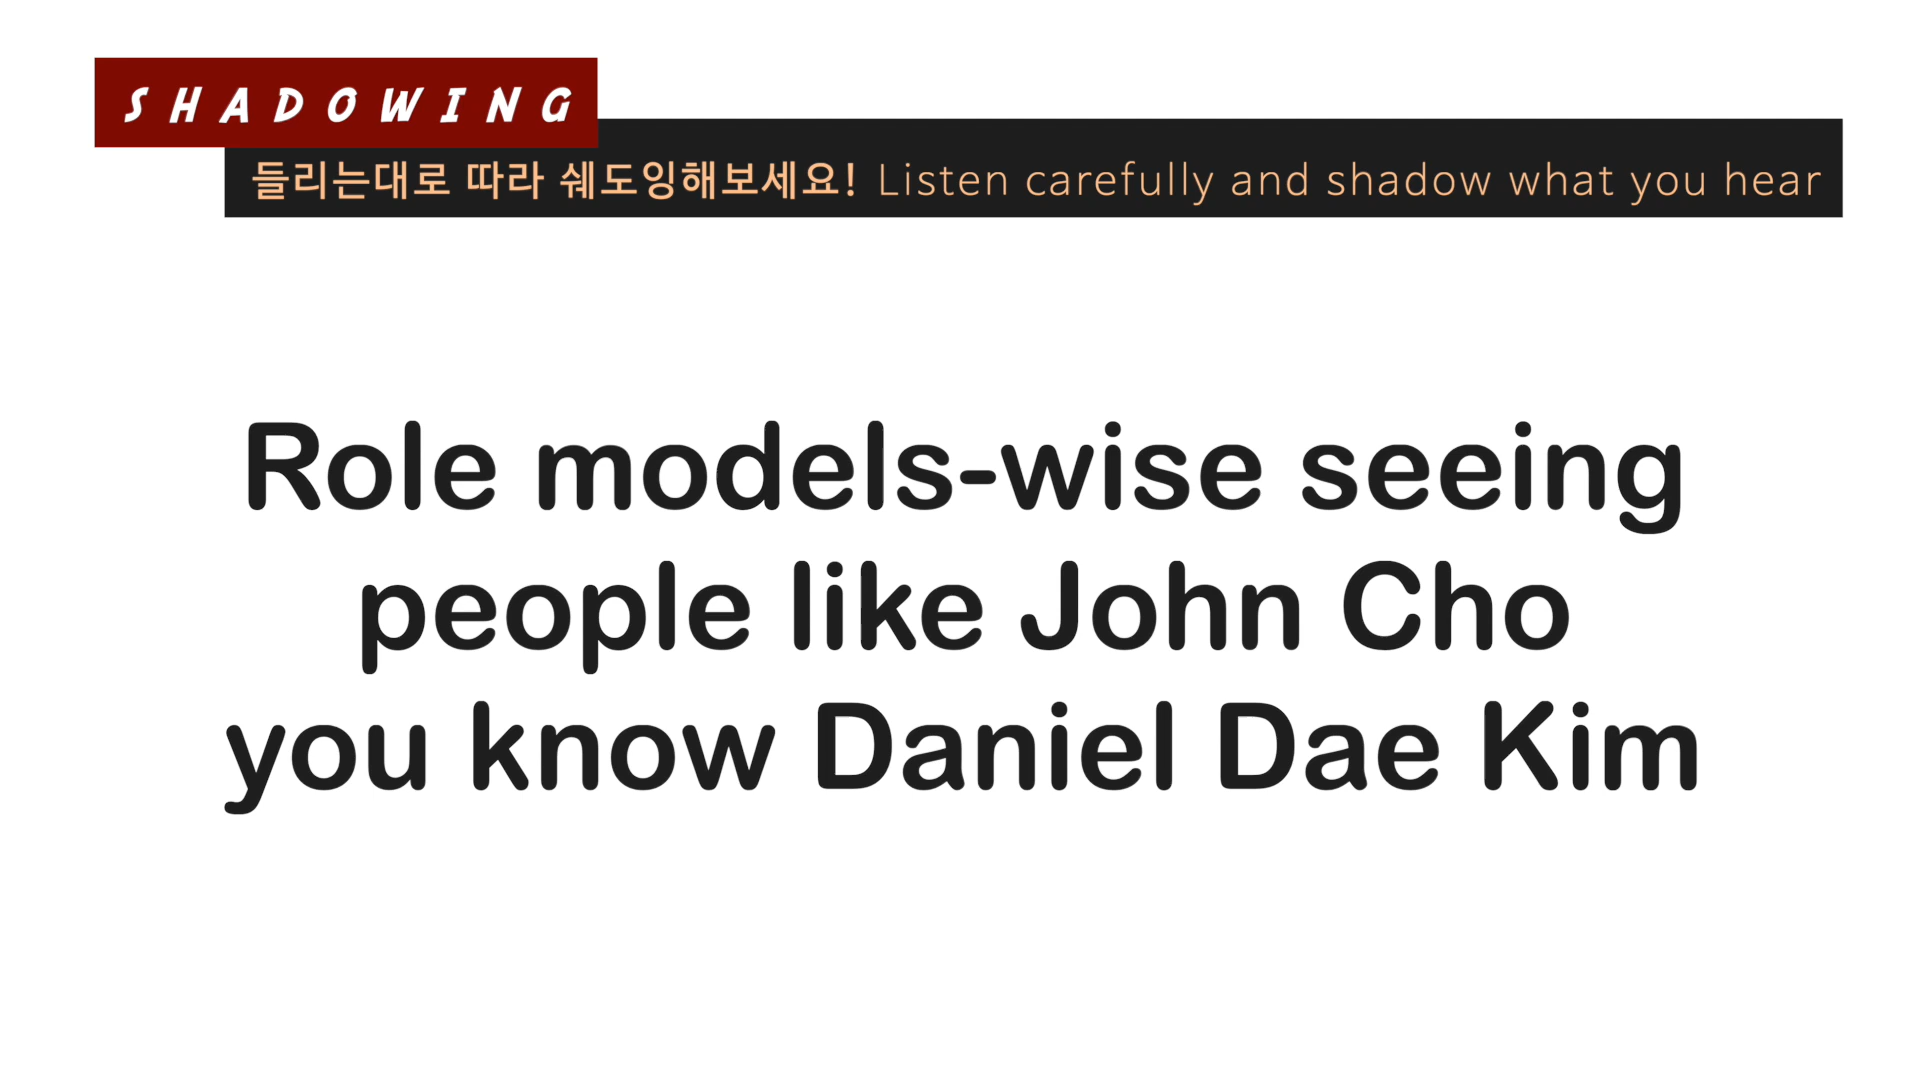 SHADOWING
들리는대로 따라 쉐도잉해보세요! Listen carefully and shadow what you hear
Role models-wise seeing
people like John Cho
you know Daniel Dae Kim